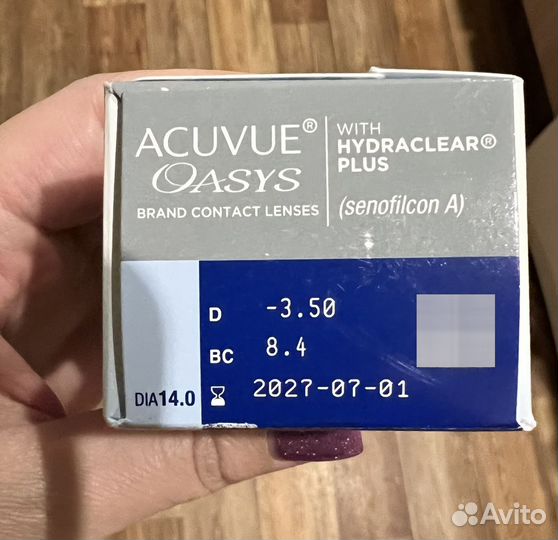 ACUVUE®
OASYS
BRAND CONTACT LENSES
WITH
HYDRACLEAR®
PLUS
(senofilcon A)
D -3.50
BC 8.4
DIA14.0 2027-07-01
Avito